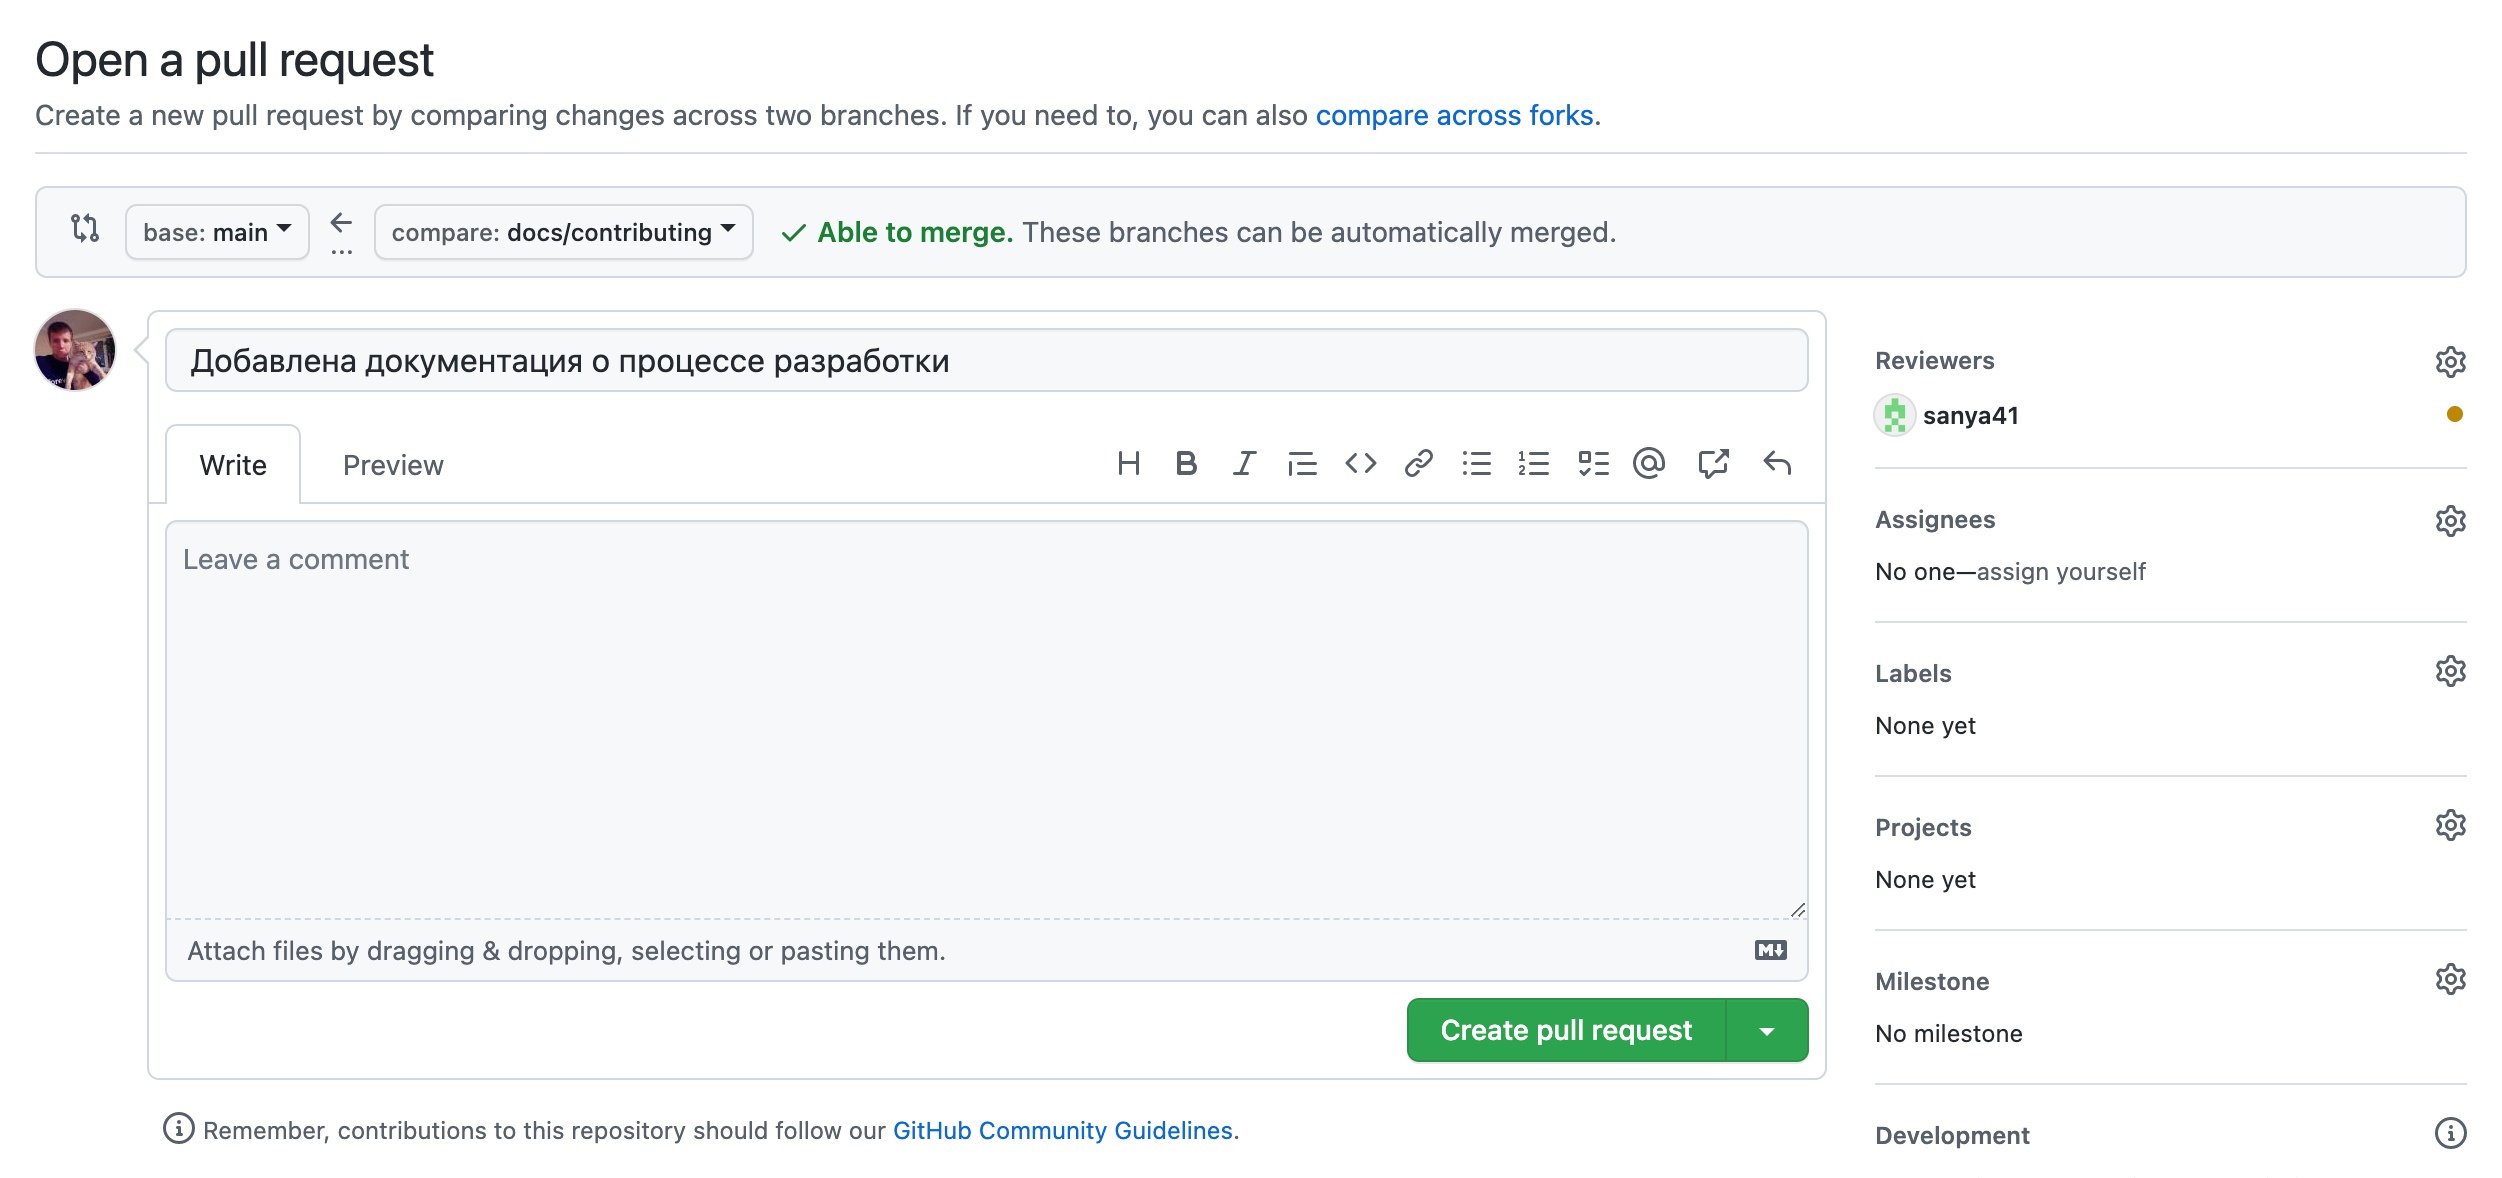 Open a pull request
Create a new pull request by comparing changes across two branches. If you need to, you can also compare across forks.
base: main
compare: docs/contributing
Able to merge. These branches can be automatically merged.
Добавлена документация о процессе разработки
Write
Preview
Leave a comment
Attach files by dragging & dropping, selecting or pasting them.
Create pull request
Remember, contributions to this repository should follow our GitHub Community Guidelines.
Reviewers
sanya41
Assignees
No one—assign yourself
Labels
None yet
Projects
None yet
Milestone
No milestone
Development